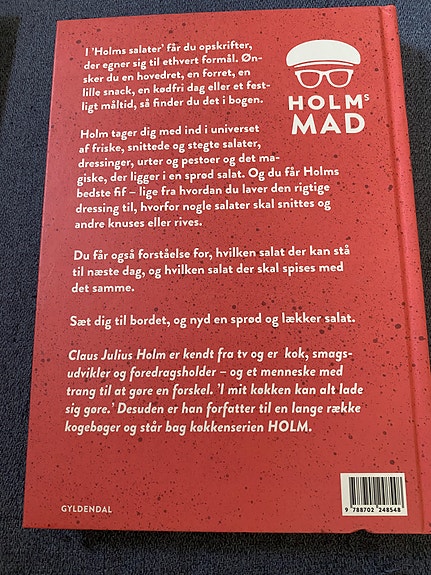 I 'Holms salater' får du opskrifter,
der egner sig til ethvert formål. Øn-
sker du en hovedret, en forret, en
lille snack, en kødfri dag eller et fest-
ligt måltid, så finder du det i bogen.
HOLMS
MAD
Holm tager dig med ind i universet
af friske, snittede og stegte salater,
dressinger, urter og pestoer og det ma-
giske, der ligger i en sprød salat. Og du får Holms
bedste fif – lige fra hvordan du laver den rigtige
dressing til, hvorfor nogle salater skal snittes og
andre knuses eller rives.
Du får også forståelse for, hvilken salat der kan stå
til næste dag, og hvilken salat der skal spises med
det samme.
Sæt dig til bordet, og nyd en sprød og lækker salat.
Claus Julius Holm er kendt fra tv og er kok, smags-
udvikler og foredragsholder – og et menneske med
trang til at gøre en forskel. 'I mit køkken kan alt lade
sig gøre.' Desuden er han forfatter til en lange række
kogebøger og står bag køkkenserien HOLM.
GYLDENDAL
9 788702 248548